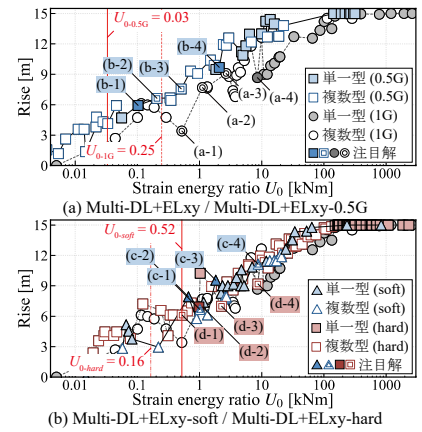 15
12
9
6
3
0
Rise [m]
U0-0.5G = 0.03
(b-4)
(b-3)
(b-2)
(b-1)
(a-3)
(a-4)
(a-2)
(a-1)
U0-1G = 0.25
単一型 (0.5G)
複数型 (0.5G)
単一型 (1G)
複数型 (1G)
注目解
0.01 0.1 1 10 100 1000
Strain energy ratio U0 [kNm]
(a) Multi-DL+ELxy / Multi-DL+ELxy-0.5G
15
12
9
6
3
0
Rise [m]
U0-soft = 0.52
(c-4)
(c-3)
(c-2)
(c-1)
(d-4)
(d-3)
(d-1)
(d-2)
U0-hard = 0.16
単一型 (soft)
複数型 (soft)
単一型 (hard)
複数型 (hard)
注目解
0.01 0.1 1 10 100 1000
Strain energy ratio U0 [kNm]
(b) Multi-DL+ELxy-soft / Multi-DL+ELxy-hard